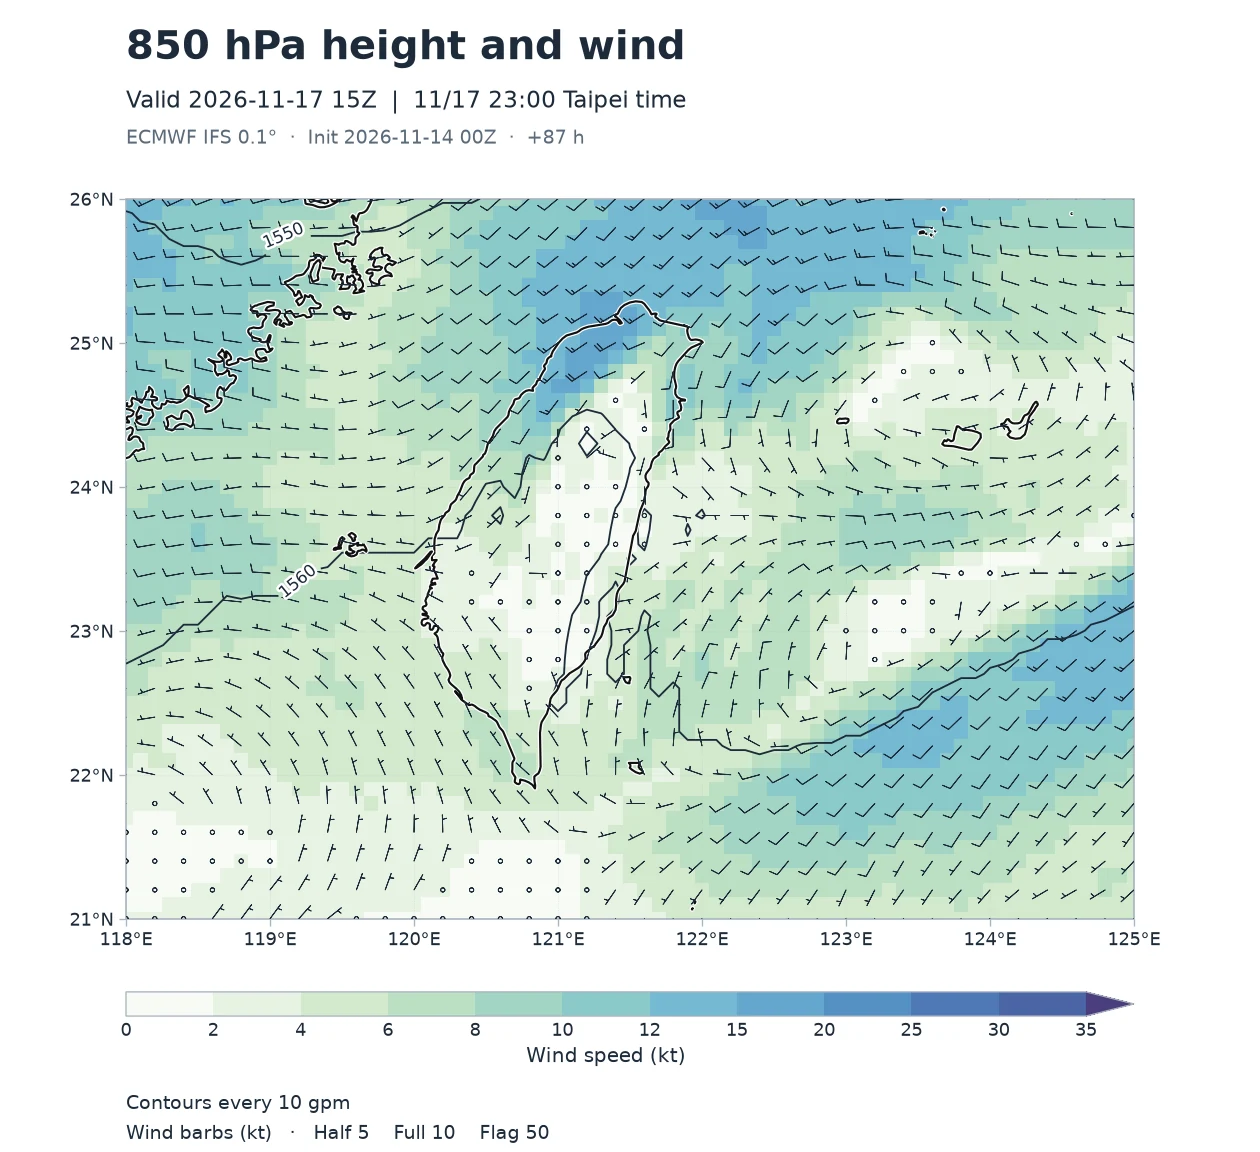 850 hPa height and wind
Valid 2026-11-17 15Z | 11/17 23:00 Taipei time
ECMWF IFS 0.1° · Init 2026-11-14 00Z · +87 h
26°N
1550
25°N
24°N
1560
23°N
22°N
21°N
118°E 119°E 120°E 121°E 122°E 123°E 124°E 125°E
0 2 4 6 8 10 12 15 20 25 30 35
Wind speed (kt)
Contours every 10 gpm
Wind barbs (kt) · Half 5 Full 10 Flag 50